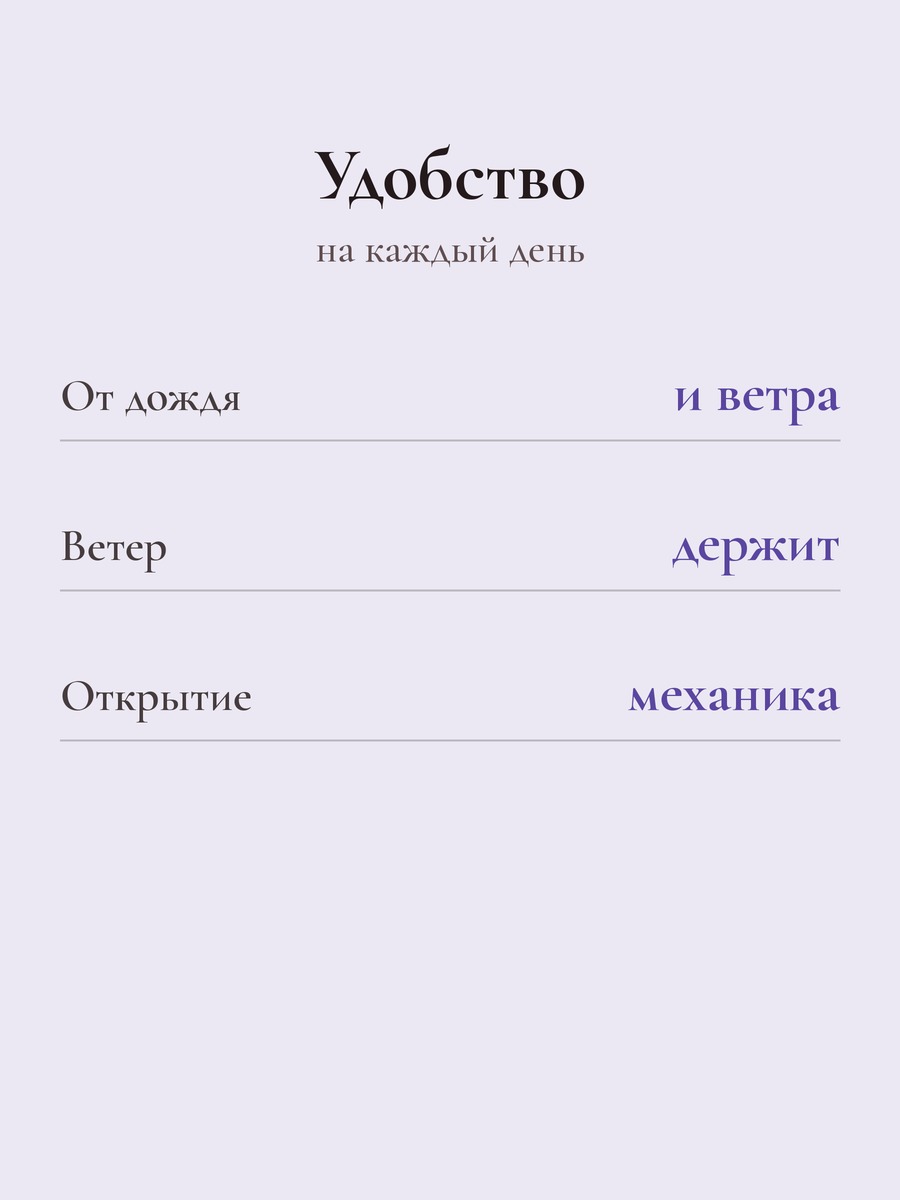 Удобство
на каждый день
От дождя и ветра
Ветер держит
Открытие механика